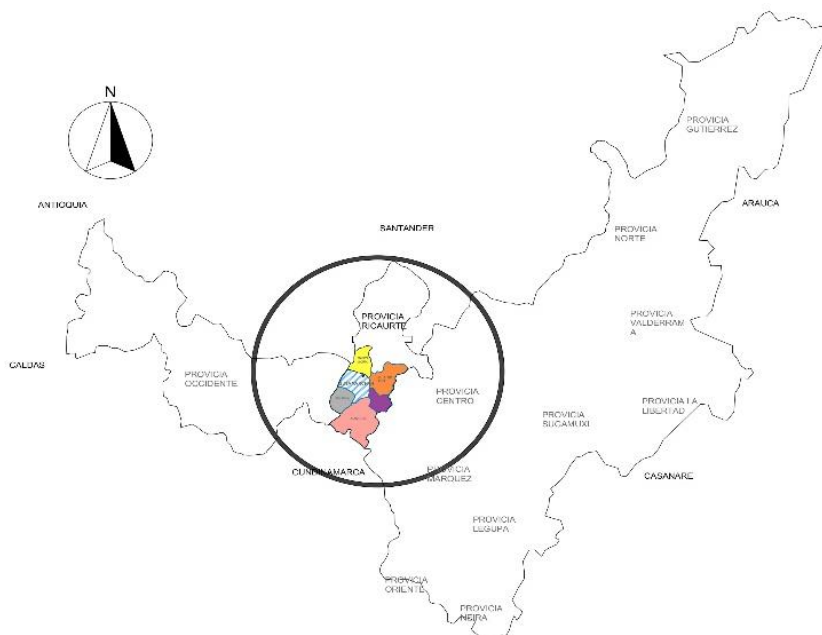 N
PROVICIA
GUTIERREZ
ANTIOQUIA
ARAUCA
SANTANDER
PROVICIA
NORTE
PROVICIA
RICAURTE
PROVICIA
VALDERRAM
A
CALDAS
PROVICIA
OCCIDENTE
PROVICIA
CENTRO
PROVICIA LA
LIBERTAD
PROVICIA
SUGAMUXI
CUNDINAMARCA
PROVICIA
MARQUEZ
CASANARE
PROVICIA
LEGUPA
PROVICIA
ORIENTE
PROVICIA
NEIRA